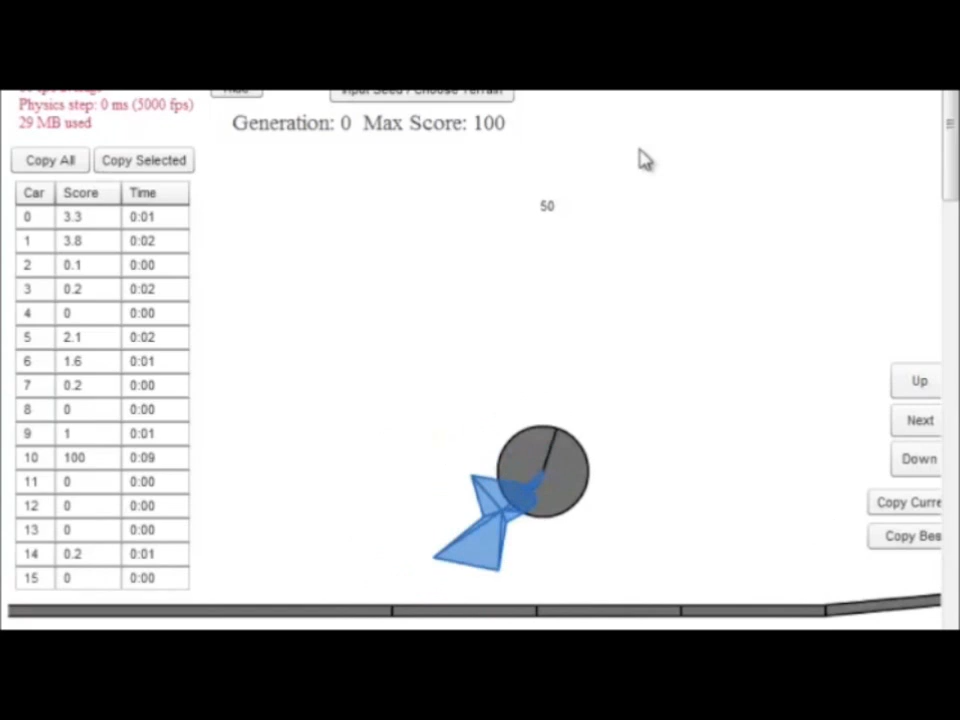 Physics step: 0 ms (5000 fps)
29 MB used
Generation: 0 Max Score: 100
Copy All Copy Selected
Car Score Time
0 3.3 0:01
1 3.8 0:02
2 0.1 0:00
3 0.2 0:02
4 0 0:00
5 2.1 0:02
6 1.6 0:01
7 0.2 0:00
8 0 0:00
9 1 0:01
10 100 0:09
11 0 0:00
12 0 0:00
13 0 0:00
14 0.2 0:01
15 0 0:00
50
Up
Next
Down
Copy Curre
Copy Bes